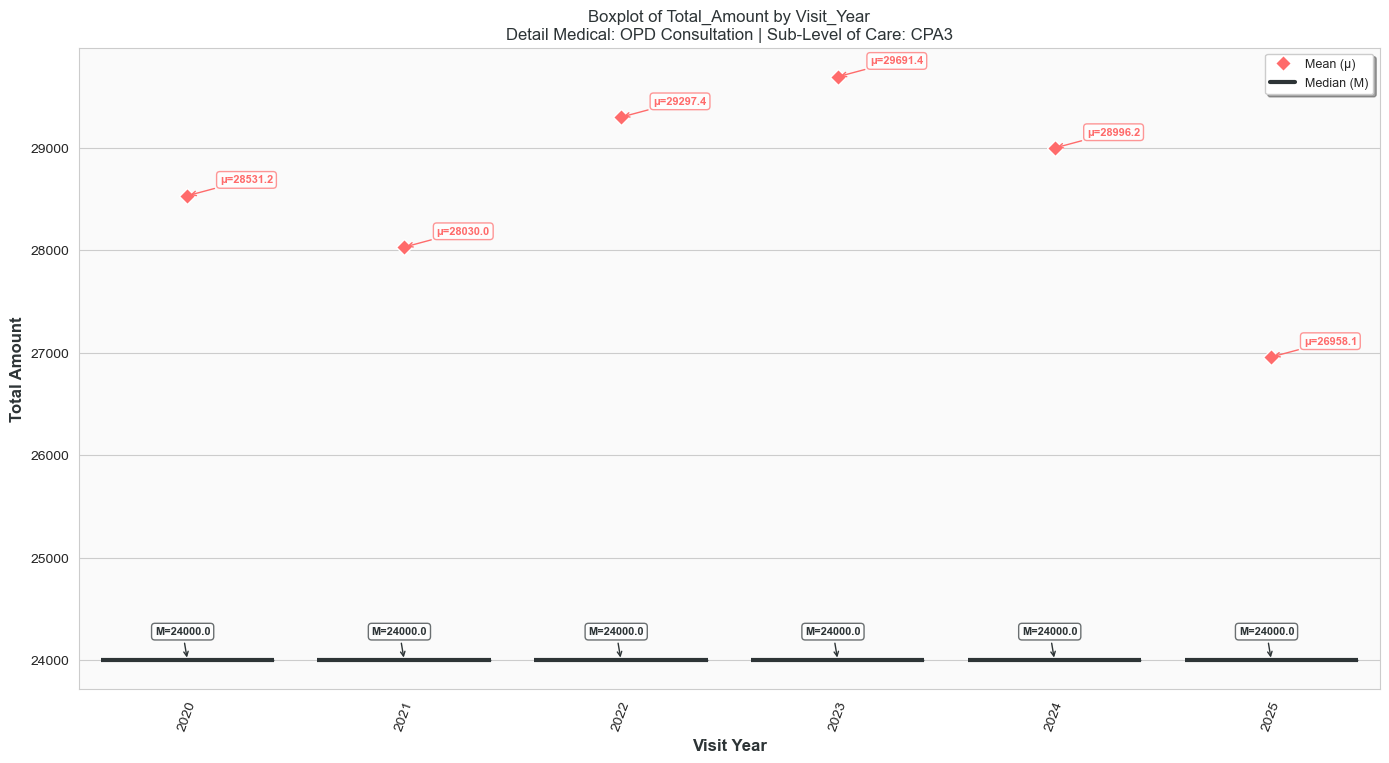 Boxplot of Total_Amount by Visit_Year
Detail Medical: OPD Consultation | Sub-Level of Care: CPA3
Mean (μ)
Median (M)
μ=28531.2
μ=28030.0
μ=29297.4
μ=29691.4
μ=28996.2
μ=26958.1
Total Amount
29000
28000
27000
26000
25000
24000
M=24000.0
M=24000.0
M=24000.0
M=24000.0
M=24000.0
M=24000.0
2020
2021
2022
2023
2024
2025
Visit Year